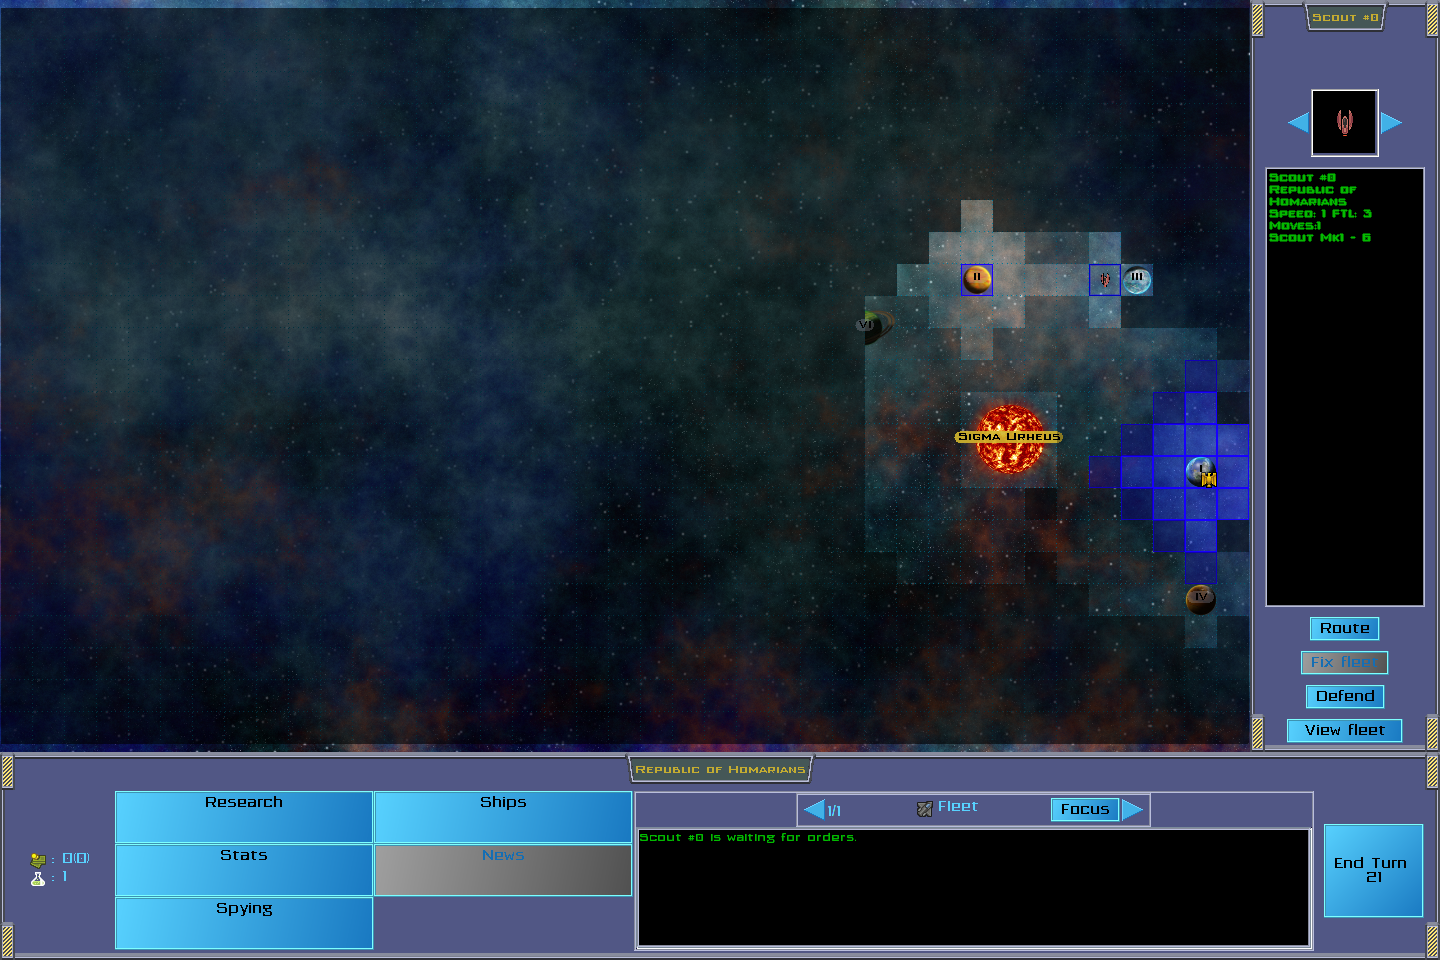 Scout #0
Scout #0
Republic of
Homarians
Speed: 1 FTL: 3
Moves:1
Scout Mk1 - 6
II
III
VI
Sigma Urheus
I
IV
Route
Fix fleet
Defend
View fleet
Republic of Homarians
Research
Ships
Stats
News
Spying
: 0(0)
: 1
1/1
Fleet
Focus
Scout #0 is waiting for orders.
End Turn
21